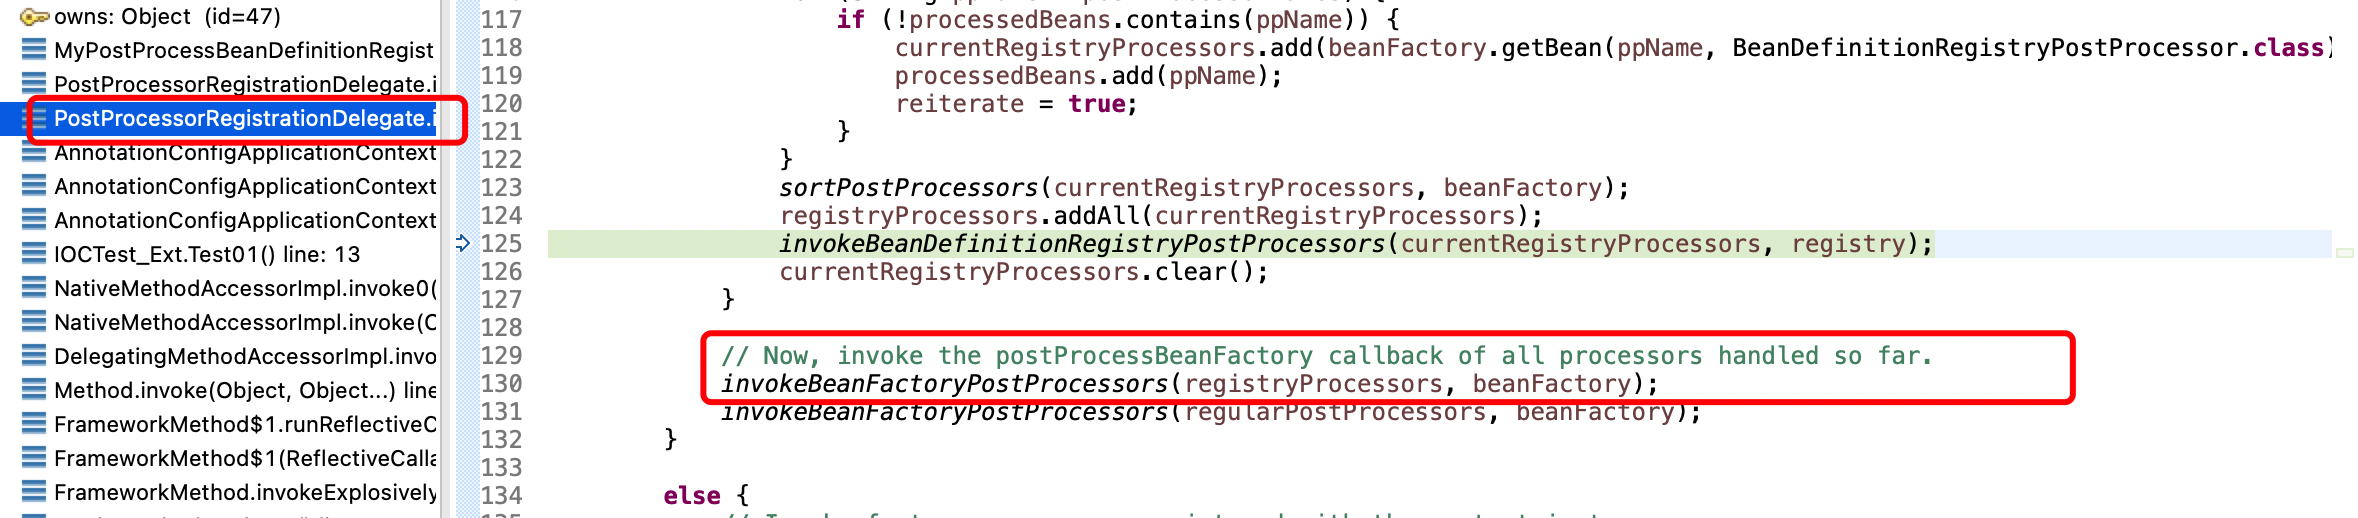 owns: Object (id=47)
MyPostProcessBeanDefinitionRegist
PostProcessorRegistrationDelegate.i
PostProcessorRegistrationDelegate.i
AnnotationConfigApplicationContext
AnnotationConfigApplicationContext
AnnotationConfigApplicationContext
IOCTest_Ext.Test01() line: 13
NativeMethodAccessorImpl.invoke0(
NativeMethodAccessorImpl.invoke(O
DelegatingMethodAccessorImpl.invo
Method.invoke(Object, Object...) line
FrameworkMethod$1.runReflectiveC
FrameworkMethod$1(ReflectiveCalla
FrameworkMethod.invokeExplosively
117 if (!processedBeans.contains(ppName)) {
118 currentRegistryProcessors.add(beanFactory.getBean(ppName, BeanDefinitionRegistryPostProcessor.class)
119 processedBeans.add(ppName);
120 reiterate = true;
121 }
122 }
123 sortPostProcessors(currentRegistryProcessors, beanFactory);
124 registryProcessors.addAll(currentRegistryProcessors);
125 invokeBeanDefinitionRegistryPostProcessors(currentRegistryProcessors, registry);
126 currentRegistryProcessors.clear();
127 }
128
129 // Now, invoke the postProcessBeanFactory callback of all processors handled so far.
130 invokeBeanFactoryPostProcessors(registryProcessors, beanFactory);
131 invokeBeanFactoryPostProcessors(regularPostProcessors, beanFactory);
132 }
133
134 else {